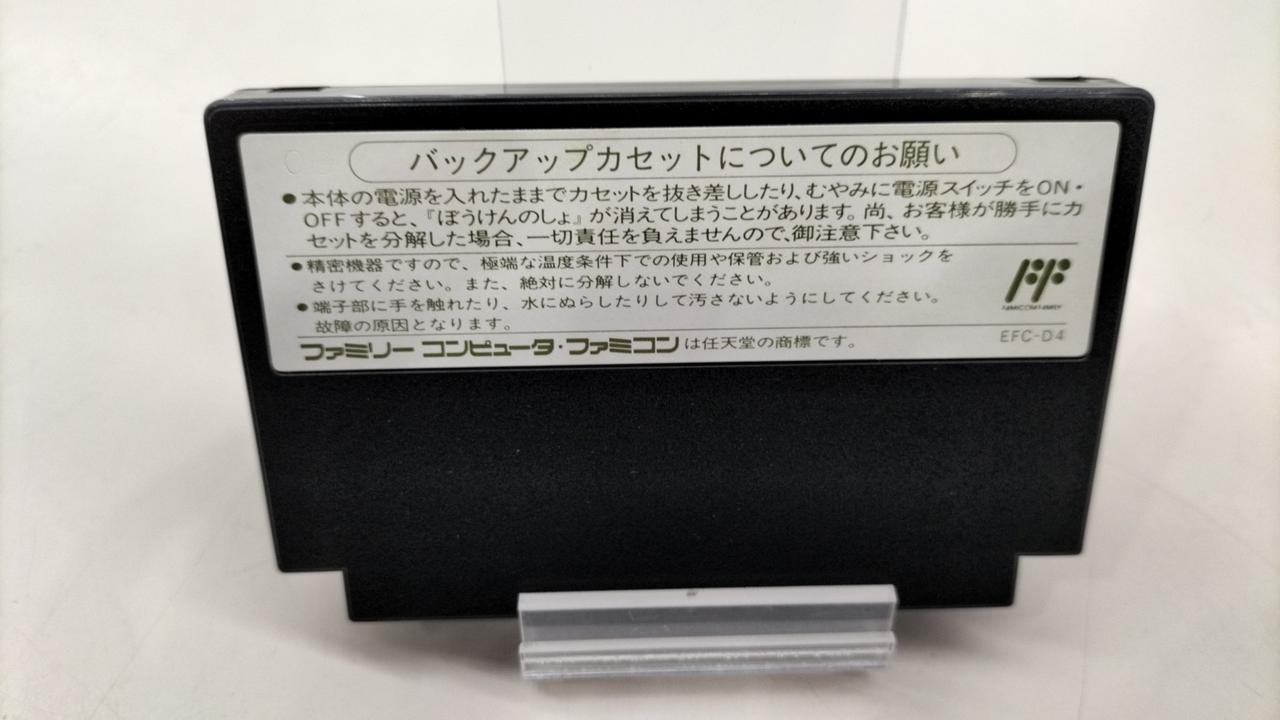 バックアップカセットについてのお願い
●本体の電源を入れたままでカセットを抜き差ししたり、むやみに電源スイッチをON・
OFFすると、『ぼうけんのしょ』が消えてしまうことがあります。尚、お客様が勝手にカ
セットを分解した場合、一切責任を負えませんので、御注意下さい。
●精密機器ですので、極端な温度条件下での使用や保管および強いショックを
さけてください。また、絶対に分解しないでください。
●端子部に手を触れたり、水にぬらしたりして汚さないようにしてください。
故障の原因となります。
FAMICOM FAMILY
ファミリーコンピュータ・ファミコンは任天堂の商標です。
EFC-D4